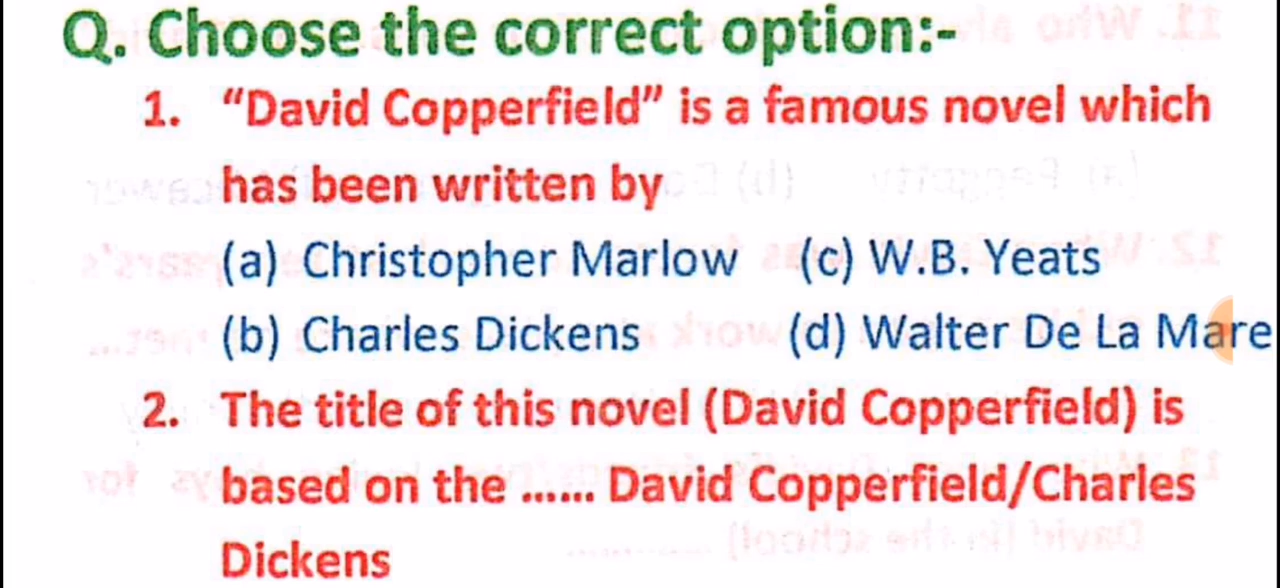 Q. Choose the correct option:-
1. “David Copperfield” is a famous novel which
has been written by
(a) Christopher Marlow (c) W.B. Yeats
(b) Charles Dickens (d) Walter De La Mare
2. The title of this novel (David Copperfield) is
based on the ...... David Copperfield/Charles
Dickens